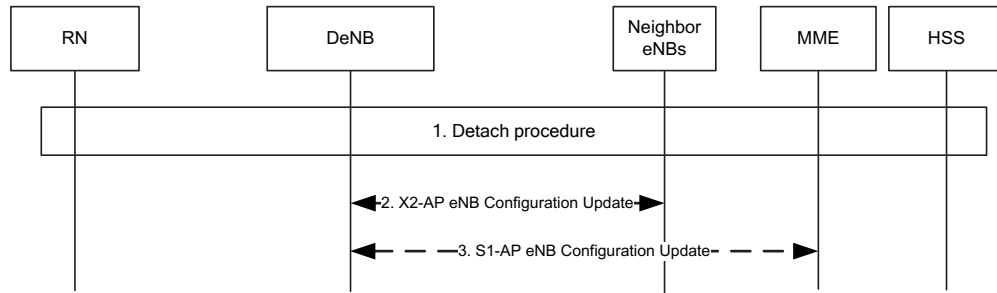 RN
DeNB
Neighbor
eNBs
MME
HSS
1. Detach procedure
2. X2-AP eNB Configuration Update
3. S1-AP eNB Configuration Update